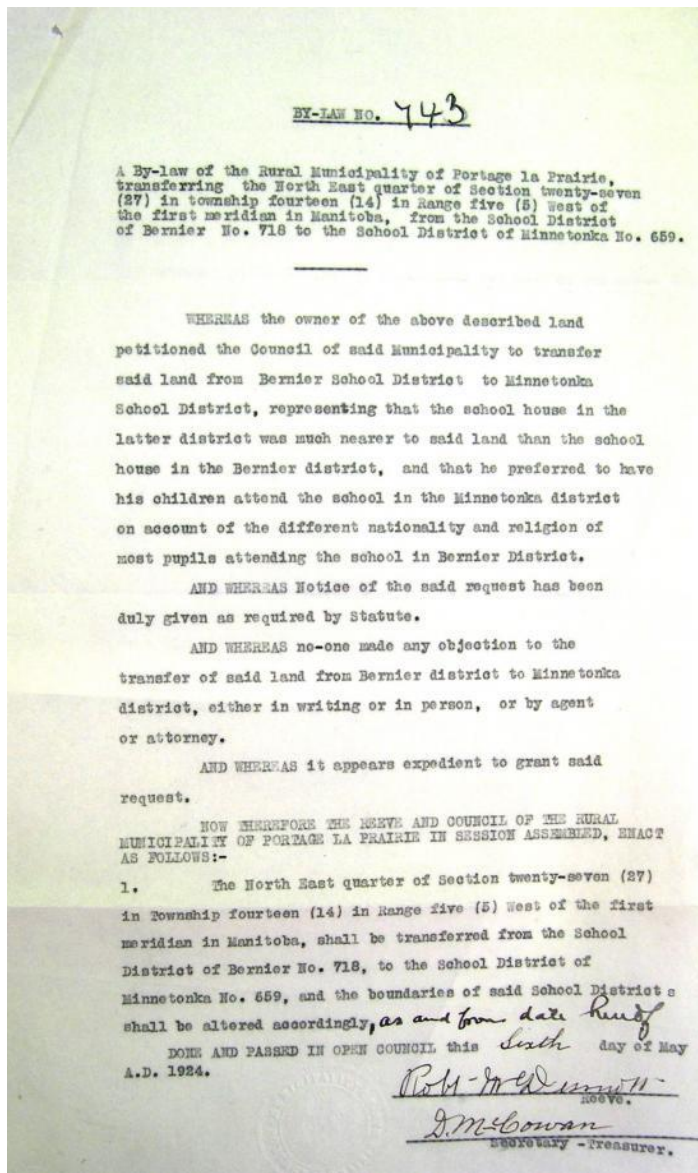 BY-LAW NO. 743
A By-law of the Rural Municipality of Portage la Prairie,
transferring the North East quarter of Section twenty-seven
(27) in township fourteen (14) in Range five (5) West of
the first meridian in Manitoba, from the School District
of Bernier No. 718 to the School District of Minnetonka No. 659.
WHEREAS the owner of the above described land
petitioned the Council of said Municipality to transfer
said land from Bernier School District to Minnetonka
School District, representing that the school house in the
latter district was much nearer to said land than the school
house in the Bernier district, and that he preferred to have
his children attend the school in the Minnetonka district
on account of the different nationality and religion of
most pupils attending the school in Bernier District.
AND WHEREAS Notice of the said request has been
duly given as required by Statute.
AND WHEREAS no-one made any objection to the
transfer of said land from Bernier district to Minnetonka
district, either in writing or in person, or by agent
or attorney.
AND WHEREAS it appears expedient to grant said
request.
NOW THEREFORE THE REEVE AND COUNCIL OF THE RURAL
MUNICIPALITY OF PORTAGE LA PRAIRIE IN SESSION ASSEMBLED, ENACT
AS FOLLOWS:-
1. The North East quarter of Section twenty-seven (27)
in Township fourteen (14) in Range five (5) West of the first
meridian in Manitoba, shall be transferred from the School
District of Bernier No. 718, to the School District of
Minnetonka No. 659, and the boundaries of said School Districts
shall be altered accordingly, as and from date hereof
DONE AND PASSED IN OPEN COUNCIL this Sixth day of May
A.D. 1924.
Robt McDermott
Reeve.
D. McCowan
Secretary -Treasurer.